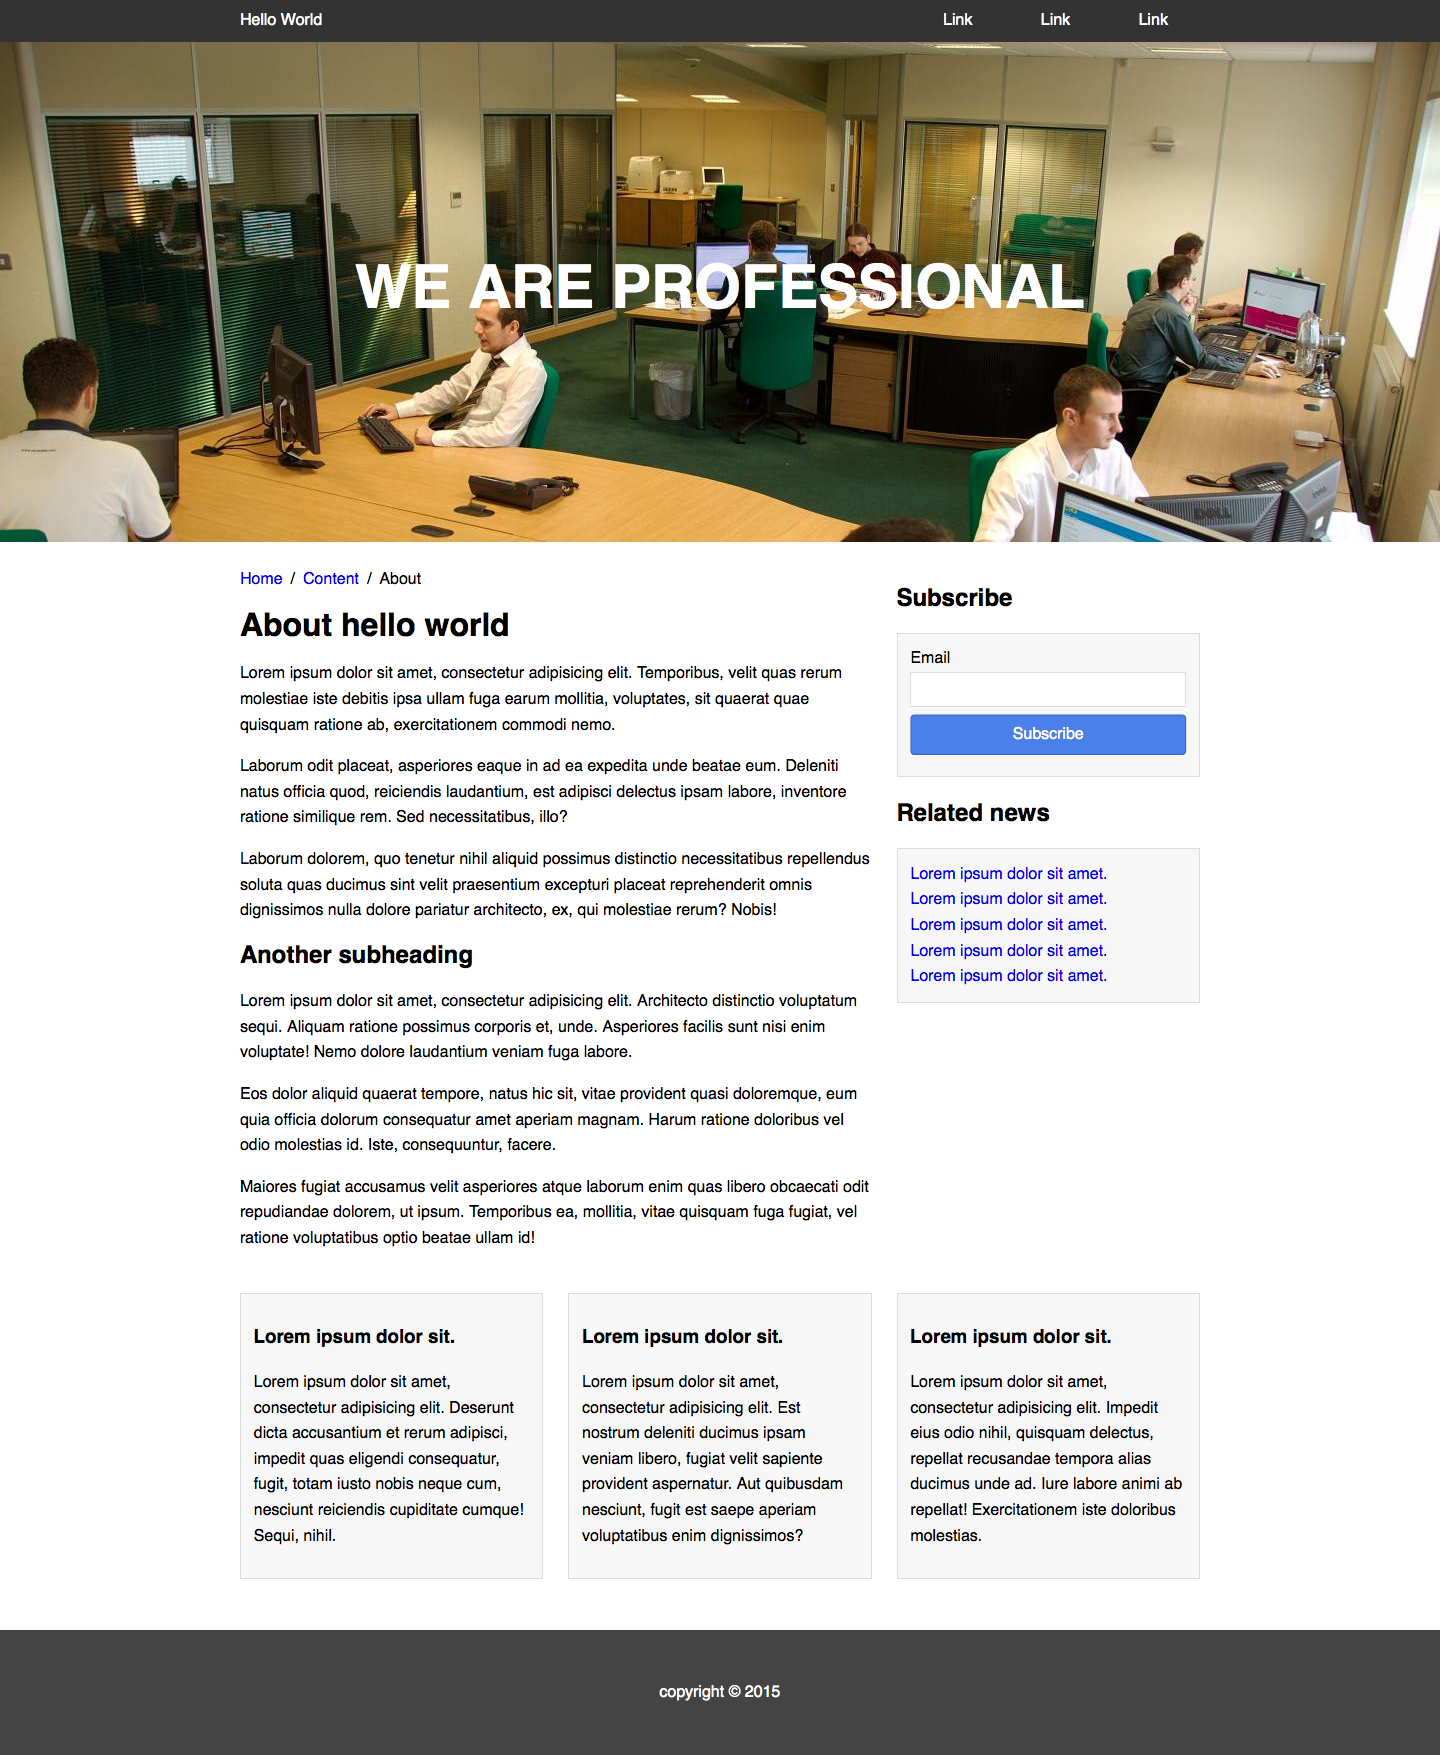 Hello World
Link
Link
Link
WE ARE PROFESSIONAL
DELL
Home / Content / About
About hello world
Lorem ipsum dolor sit amet, consectetur adipisicing elit. Temporibus, velit quas rerum
molestiae iste debitis ipsa ullam fuga earum mollitia, voluptates, sit quaerat quae
quisquam ratione ab, exercitationem commodi nemo.
Laborum odit placeat, asperiores eaque in ad ea expedita unde beatae eum. Deleniti
natus officia quod, reiciendis laudantium, est adipisci delectus ipsam labore, inventore
ratione similique rem. Sed necessitatibus, illo?
Laborum dolorem, quo tenetur nihil aliquid possimus distinctio necessitatibus repellendus
soluta quas ducimus sint velit praesentium excepturi placeat reprehenderit omnis
dignissimos nulla dolore pariatur architecto, ex, qui molestiae rerum? Nobis!
Another subheading
Lorem ipsum dolor sit amet, consectetur adipisicing elit. Architecto distinctio voluptatum
sequi. Aliquam ratione possimus corporis et, unde. Asperiores facilis sunt nisi enim
voluptate! Nemo dolore laudantium veniam fuga labore.
Eos dolor aliquid quaerat tempore, natus hic sit, vitae provident quasi doloremque, eum
quia officia dolorum consequatur amet aperiam magnam. Harum ratione doloribus vel
odio molestias id. Iste, consequuntur, facere.
Maiores fugiat accusamus velit asperiores atque laborum enim quas libero obcaecati odit
repudiandae dolorem, ut ipsum. Temporibus ea, mollitia, vitae quisquam fuga fugiat, vel
ratione voluptatibus optio beatae ullam id!
Subscribe
Email
Subscribe
Related news
Lorem ipsum dolor sit amet.
Lorem ipsum dolor sit amet.
Lorem ipsum dolor sit amet.
Lorem ipsum dolor sit amet.
Lorem ipsum dolor sit amet.
Lorem ipsum dolor sit.
Lorem ipsum dolor sit amet,
consectetur adipisicing elit. Deserunt
dicta accusantium et rerum adipisci,
impedit quas eligendi consequatur,
fugit, totam iusto nobis neque cum,
nesciunt reiciendis cupiditate cumque!
Sequi, nihil.
Lorem ipsum dolor sit.
Lorem ipsum dolor sit amet,
consectetur adipisicing elit. Est
nostrum deleniti ducimus ipsam
veniam libero, fugiat velit sapiente
provident aspernatur. Aut quibusdam
nesciunt, fugit est saepe aperiam
voluptatibus enim dignissimos?
Lorem ipsum dolor sit.
Lorem ipsum dolor sit amet,
consectetur adipisicing elit. Impedit
eius odio nihil, quisquam delectus,
repellat recusandae tempora alias
ducimus unde ad. Iure labore animi ab
repellat! Exercitationem iste doloribus
molestias.
copyright © 2015